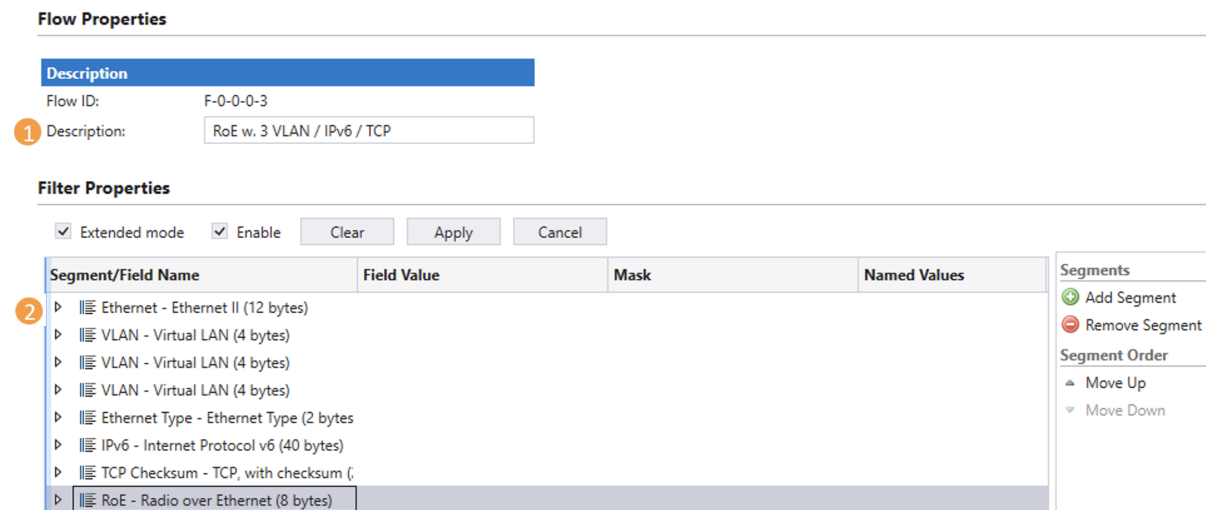 Flow Properties
Description
Flow ID: F-0-0-0-3
1 Description: RoE w. 3 VLAN / IPv6 / TCP
Filter Properties
Extended mode Enable Clear Apply Cancel
Segment/Field Name Field Value Mask Named Values
2 Ethernet - Ethernet II (12 bytes)
VLAN - Virtual LAN (4 bytes)
VLAN - Virtual LAN (4 bytes)
VLAN - Virtual LAN (4 bytes)
Ethernet Type - Ethernet Type (2 bytes
IPv6 - Internet Protocol v6 (40 bytes)
TCP Checksum - TCP, with checksum (
RoE - Radio over Ethernet (8 bytes)
Segments
Add Segment
Remove Segment
Segment Order
Move Up
Move Down